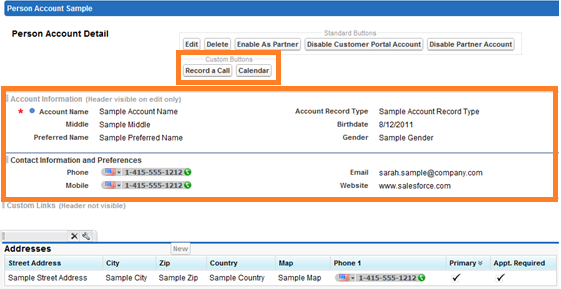 Person Account Sample
Person Account Detail
Standard Buttons
Edit Delete Enable As Partner Disable Customer Portal Account Disable Partner Account
Custom Buttons
Record a Call Calendar
Account Information (Header visible on edit only)
* Account Name Sample Account Name Account Record Type Sample Account Record Type
Middle Sample Middle Birthdate 8/12/2011
Preferred Name Sample Preferred Name Gender Sample Gender
Contact Information and Preferences
Phone 1-415-555-1212 Email sarah.sample@company.com
Mobile 1-415-555-1212 Website www.salesforce.com
Custom Links (Header not visible)
Addresses New
Street Address City Zip Country Map Phone 1 Primary Appt. Required
Sample Street Address Sample City Sample Zip Sample Country Sample Map 1-415-555-1212 ✓ ✓